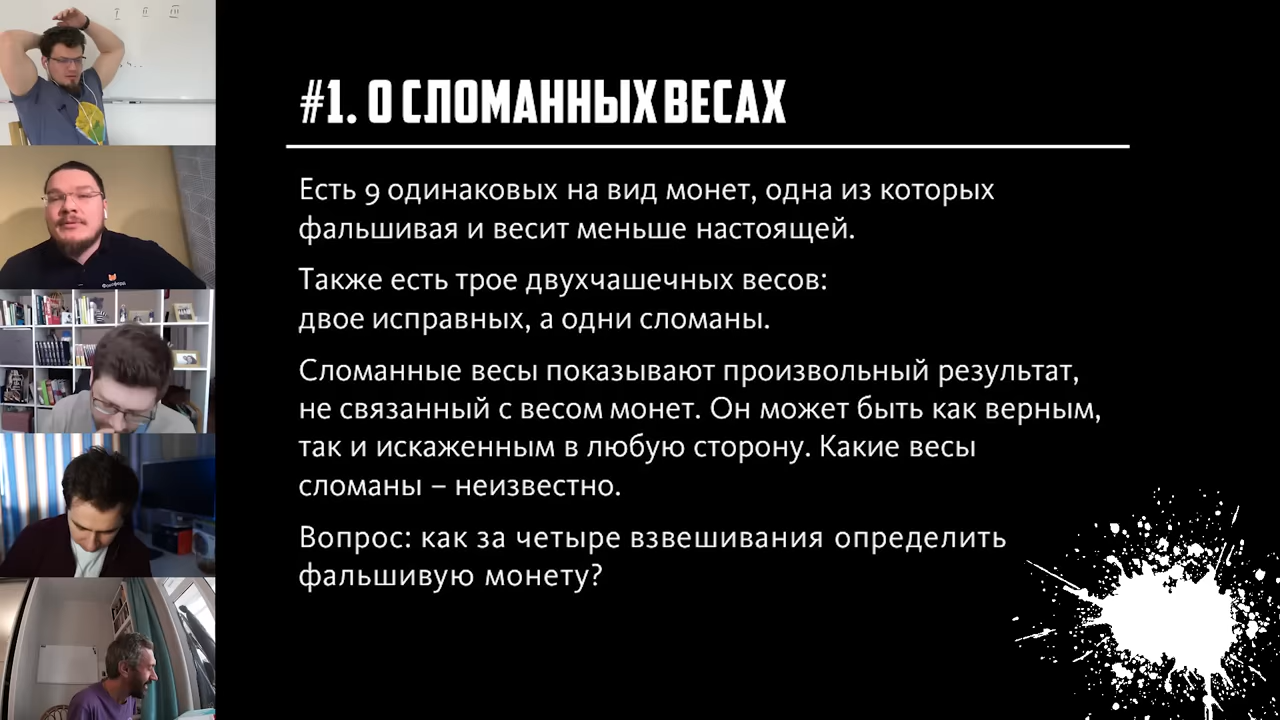 I II III
#1. О СЛОМАННЫХ ВЕСАХ
Есть 9 одинаковых на вид монет, одна из которых
фальшивая и весит меньше настоящей.
Также есть трое двухчашечных весов:
двое исправных, а одни сломаны.
Сломанные весы показывают произвольный результат,
не связанный с весом монет. Он может быть как верным,
так и искаженным в любую сторону. Какие весы
сломаны – неизвестно.
Вопрос: как за четыре взвешивания определить
фальшивую монету?